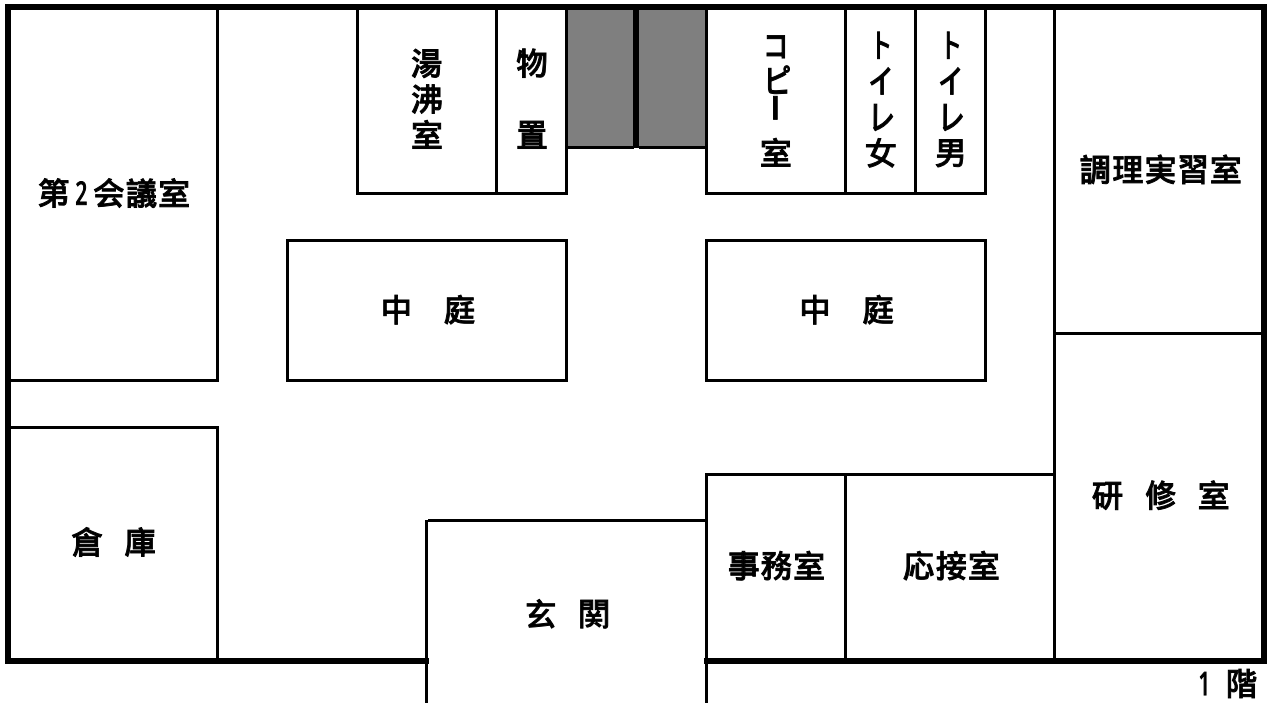 湯沸室
物置
コピー室
トイレ女
トイレ男
第2会議室
調理実習室
中庭
中庭
倉庫
玄関
事務室
応接室
研修室
1階